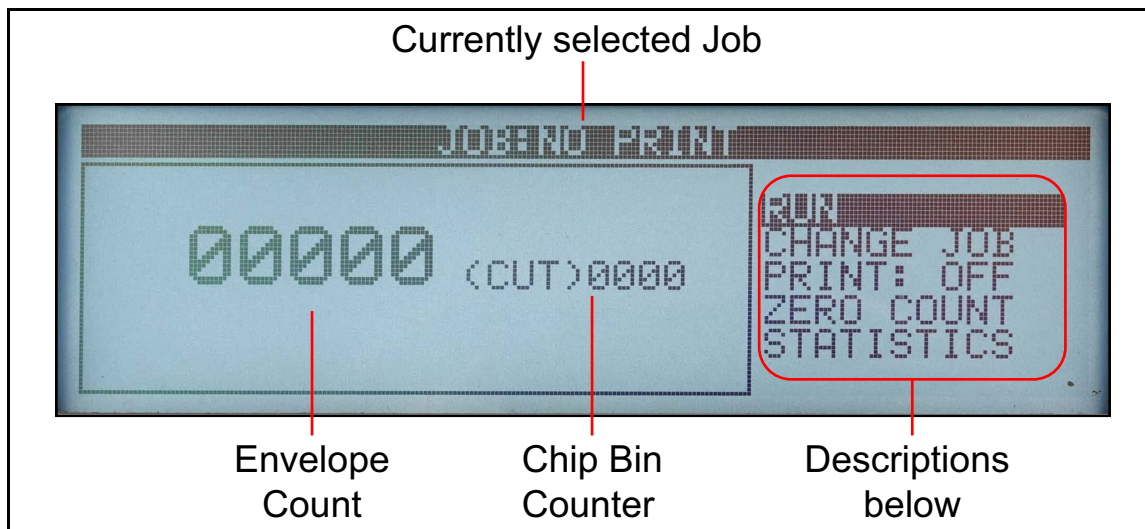 Currently selected Job
JOB:NO PRINT
RUN
CHANGE JOB
PRINT: OFF
ZERO COUNT
STATISTICS
00000 (CUT)0000
Envelope
Count
Chip Bin
Counter
Descriptions
below